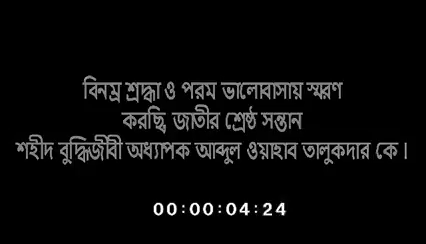 বিনম্র শ্রদ্ধা ও পরম ভালোবাসায় স্মরণ
করছি, জাতীর শ্রেষ্ঠ সন্তান
শহীদ বুদ্ধিজীবী অধ্যাপক আব্দুল ওয়াহাব তালুকদার কে।
00:00:04:24